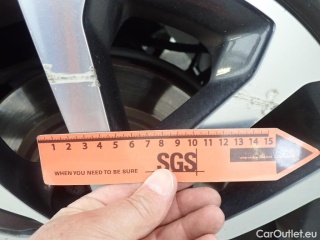 1 2 3 4 5 6 7 8 9 10 11 12 13 14 15
WHEN YOU NEED TO BE SURE SGS
CarOutlet.eu